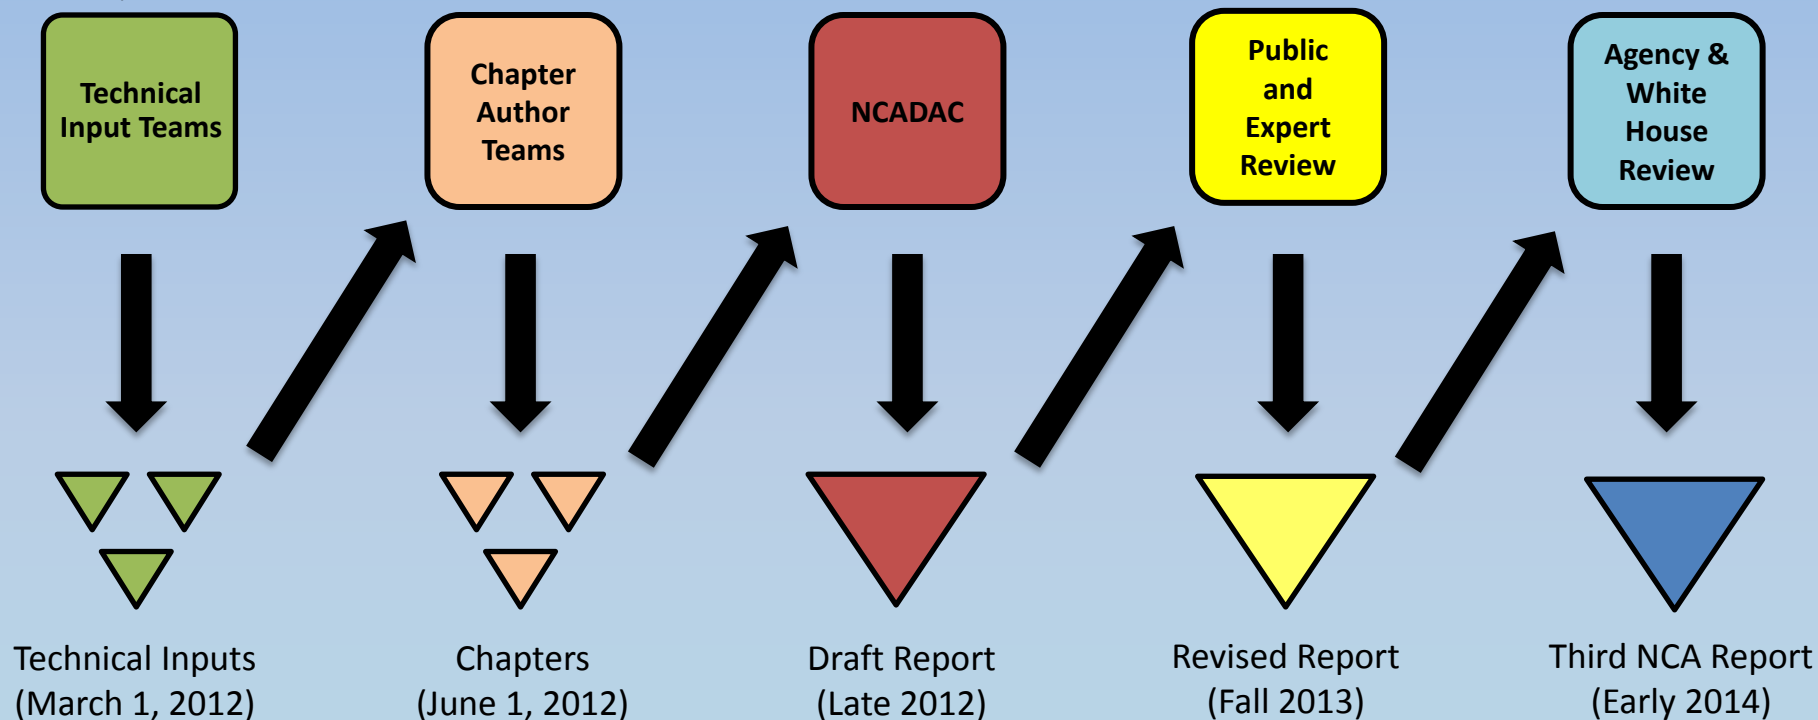 Technical
Input Teams
Chapter
Author
Teams
NCADAC
Public
and
Expert
Review
Agency &
White
House
Review
Technical Inputs
(March 1, 2012)
Chapters
(June 1, 2012)
Draft Report
(Late 2012)
Revised Report
(Fall 2013)
Third NCA Report
(Early 2014)